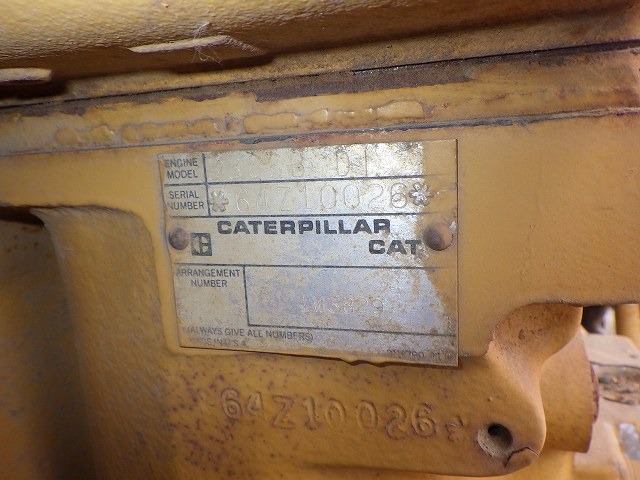 ENGINE
MODEL
SERIAL
NUMBER *64Z10026*
CATERPILLAR
CAT
ARRANGEMENT
NUMBER
(ALWAYS GIVE ALL NUMBERS)
64Z10026*